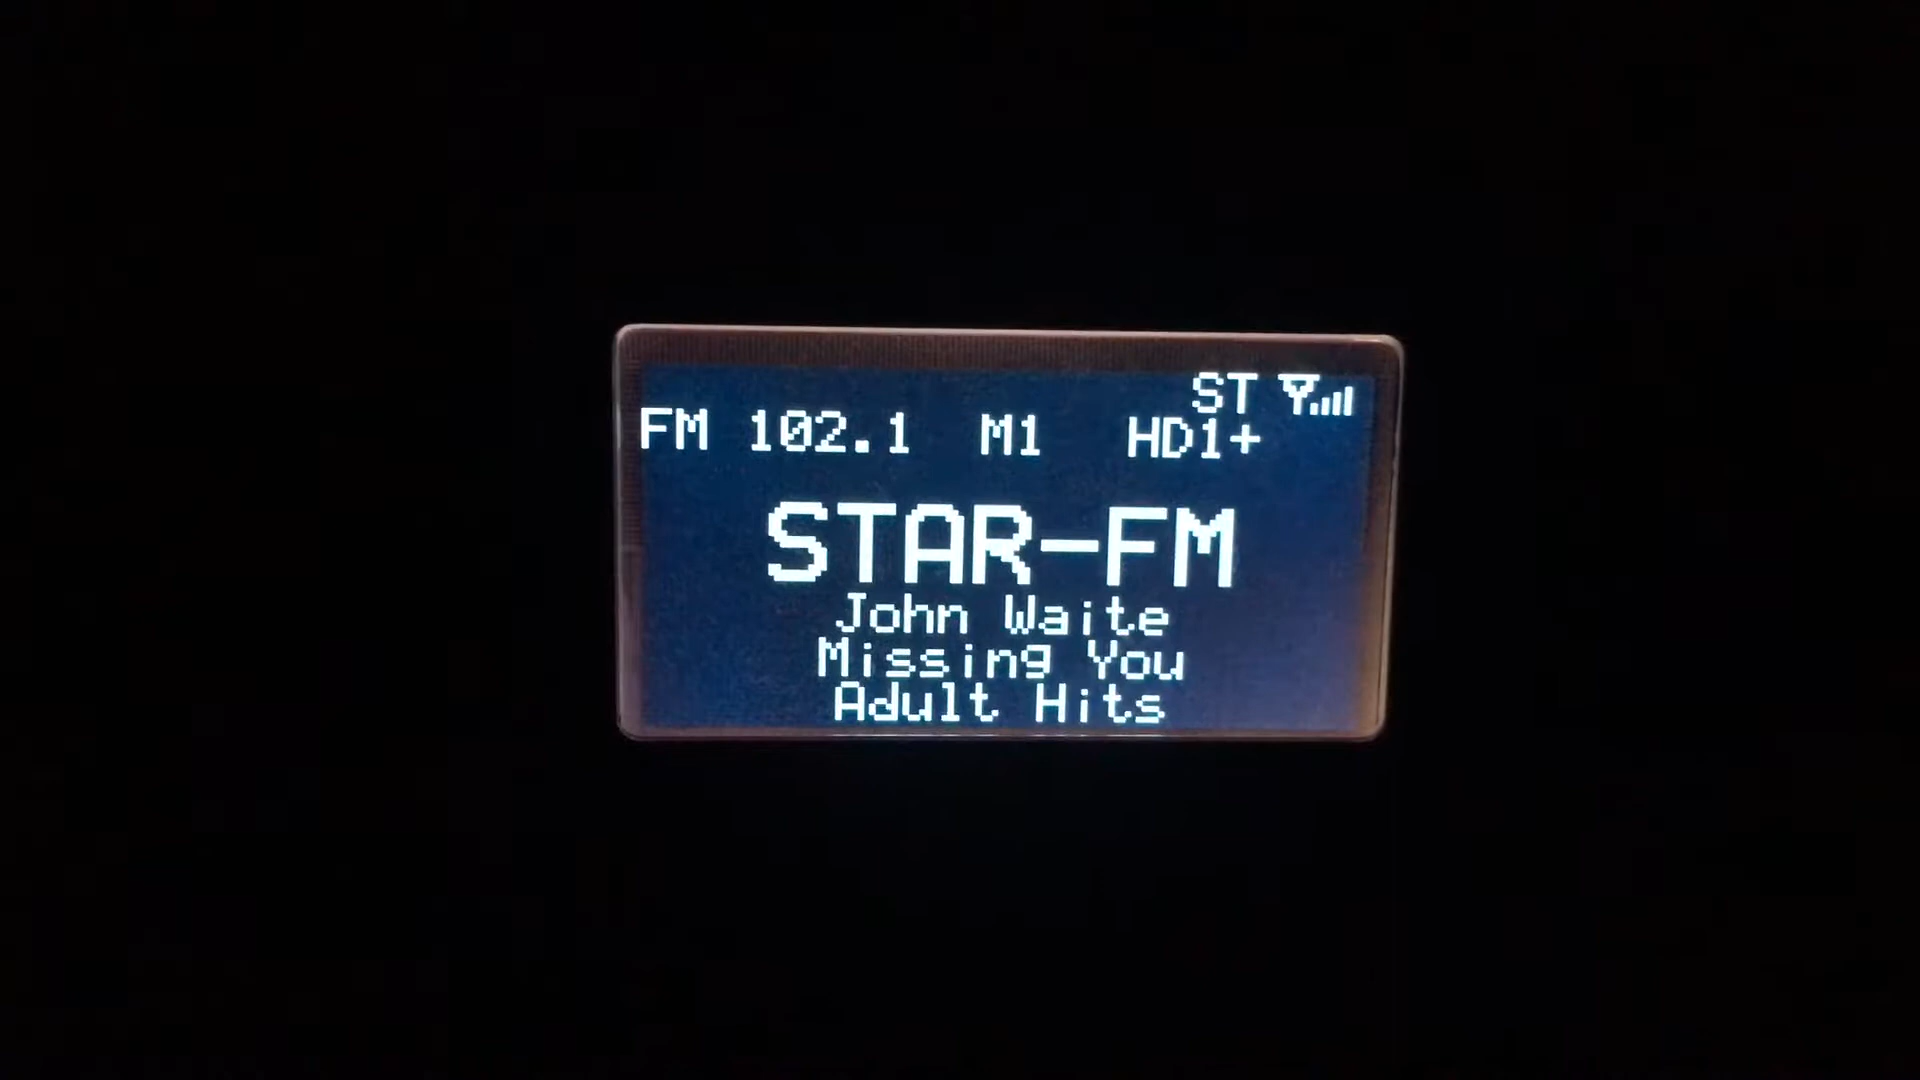 ST
FM 102.1 M1 HD1+
STAR-FM
John Waite
Missing You
Adult Hits